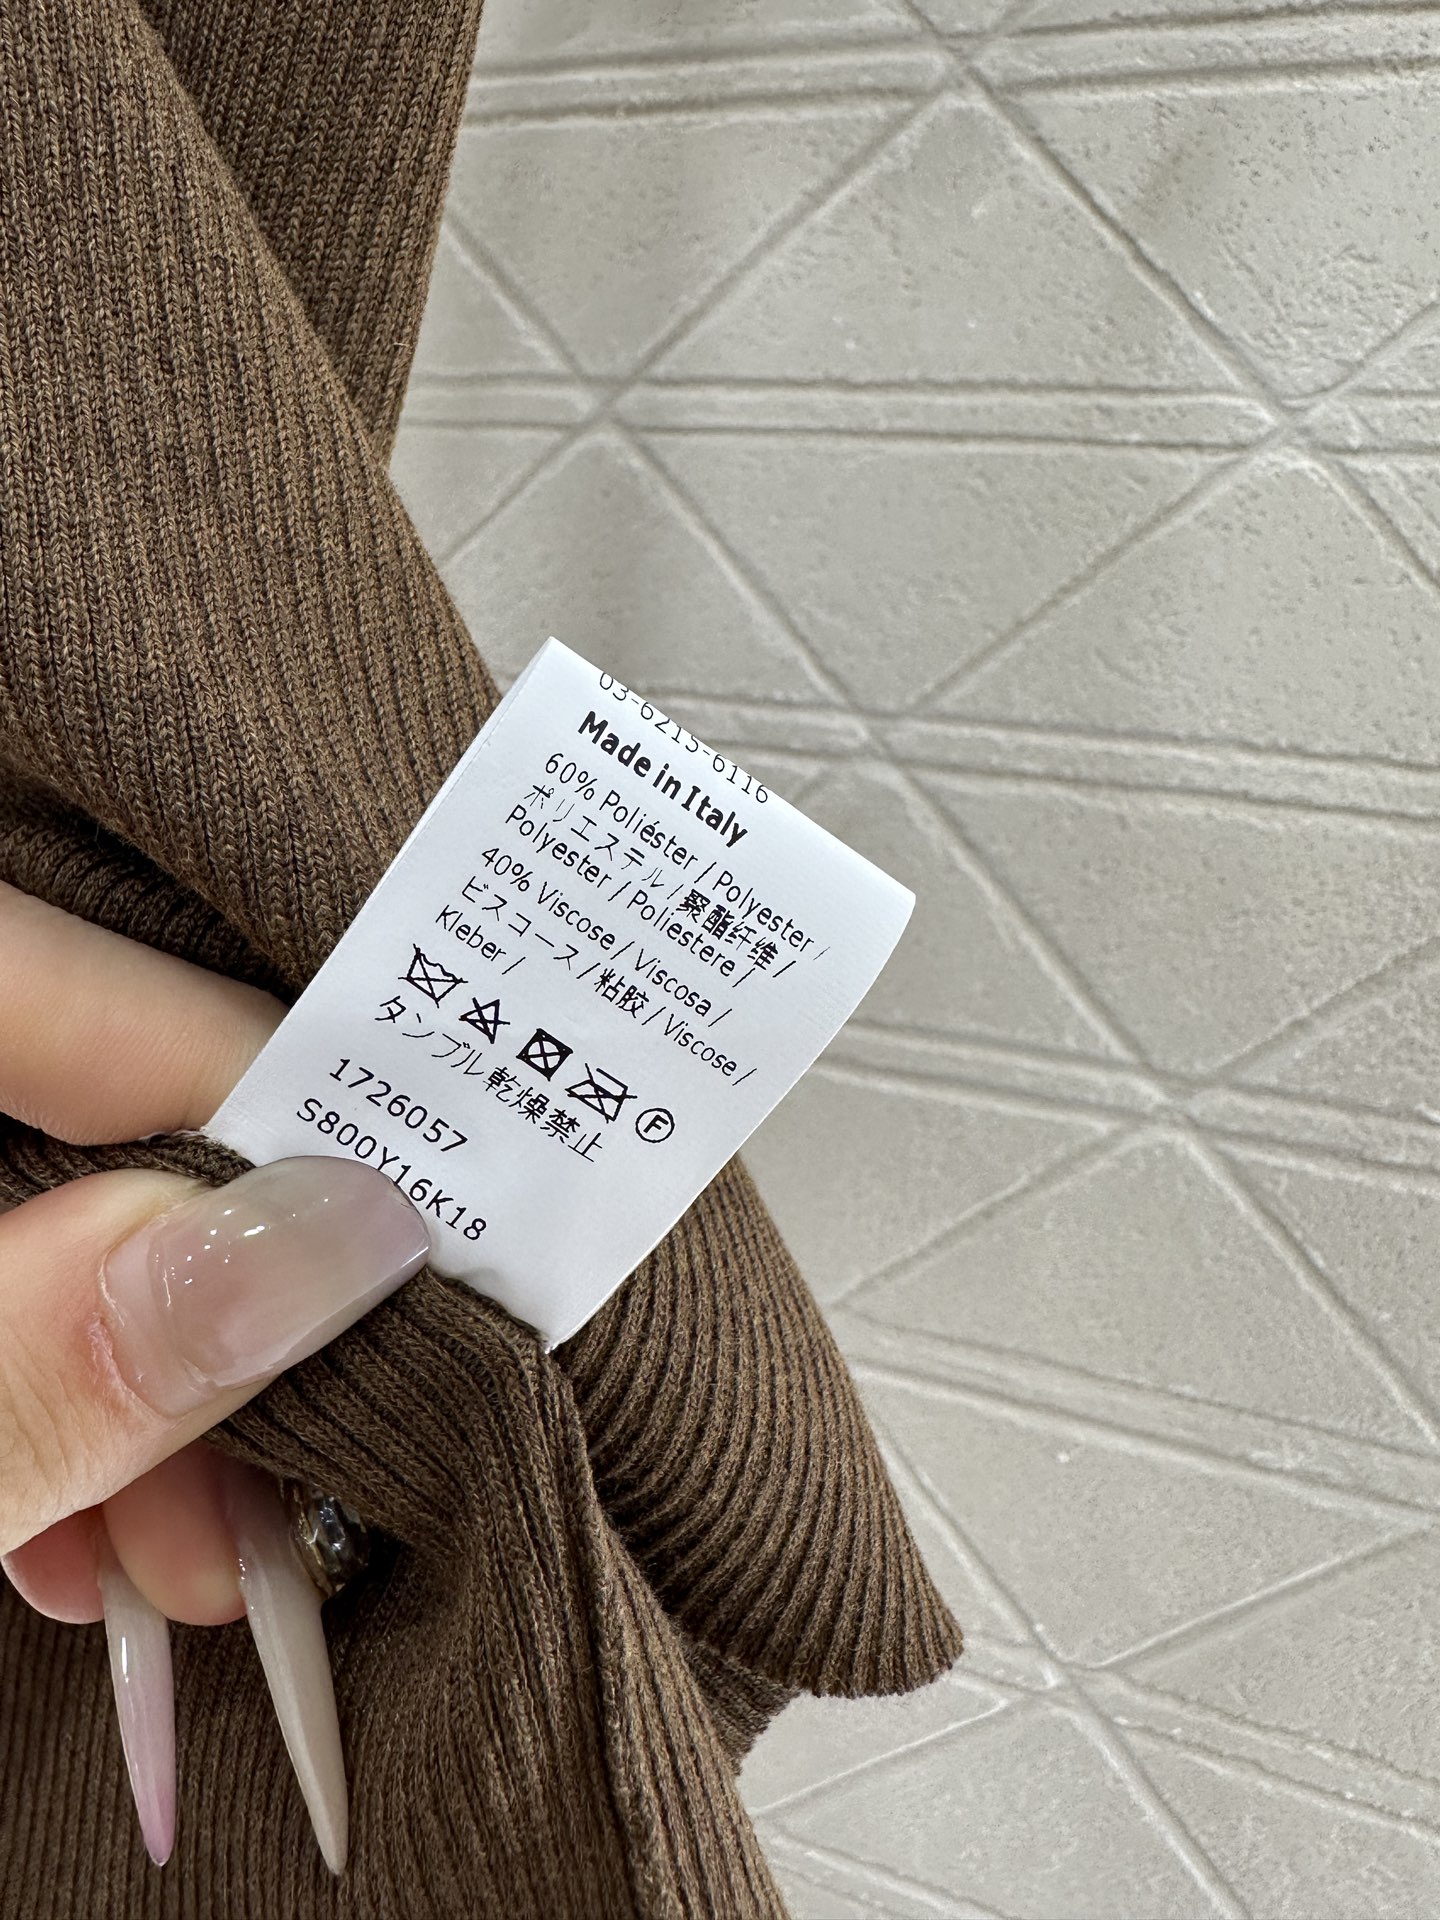 03-6215-6116
Made in Italy
60% Poliéster / Polyester /
ポリエステル / 聚酯纤维 /
Polyester / Poliestere /
40% Viscose / Viscosa /
ビスコース / 粘胶 / Viscose /
Kleber /
F
タンブル乾燥禁止
1726057
S800Y16K18